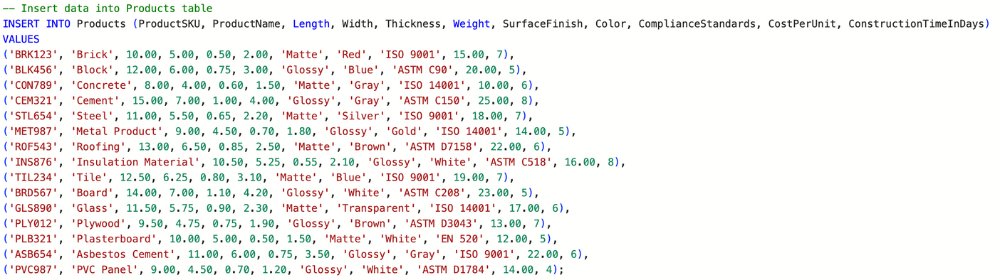 -- Insert data into Products table
INSERT INTO Products (ProductSKU, ProductName, Length, Width, Thickness, Weight, SurfaceFinish, Color, ComplianceStandards, CostPerUnit, ConstructionTimeInDays)
VALUES
('BRK123', 'Brick', 10.00, 5.00, 0.50, 2.00, 'Matte', 'Red', 'ISO 9001', 15.00, 7),
('BLK456', 'Block', 12.00, 6.00, 0.75, 3.00, 'Glossy', 'Blue', 'ASTM C90', 20.00, 5),
('CON789', 'Concrete', 8.00, 4.00, 0.60, 1.50, 'Matte', 'Gray', 'ISO 14001', 10.00, 6),
('CEM321', 'Cement', 15.00, 7.00, 1.00, 4.00, 'Glossy', 'Gray', 'ASTM C150', 25.00, 8),
('STL654', 'Steel', 11.00, 5.50, 0.65, 2.20, 'Matte', 'Silver', 'ISO 9001', 18.00, 7),
('MET987', 'Metal Product', 9.00, 4.50, 0.70, 1.80, 'Glossy', 'Gold', 'ISO 14001', 14.00, 5),
('ROF543', 'Roofing', 13.00, 6.50, 0.85, 2.50, 'Matte', 'Brown', 'ASTM D7158', 22.00, 6),
('INS876', 'Insulation Material', 10.50, 5.25, 0.55, 2.10, 'Glossy', 'White', 'ASTM C518', 16.00, 8),
('TIL234', 'Tile', 12.50, 6.25, 0.80, 3.10, 'Matte', 'Blue', 'ISO 9001', 19.00, 7),
('BRD567', 'Board', 14.00, 7.00, 1.10, 4.20, 'Glossy', 'White', 'ASTM C208', 23.00, 5),
('GLS890', 'Glass', 11.50, 5.75, 0.90, 2.30, 'Matte', 'Transparent', 'ISO 14001', 17.00, 6),
('PLY012', 'Plywood', 9.50, 4.75, 0.75, 1.90, 'Glossy', 'Brown', 'ASTM D3043', 13.00, 7),
('PLB321', 'Plasterboard', 10.00, 5.00, 0.50, 1.50, 'Matte', 'White', 'EN 520', 12.00, 5),
('ASB654', 'Asbestos Cement', 11.00, 6.00, 0.75, 3.50, 'Glossy', 'Gray', 'ISO 9001', 22.00, 6),
('PVC987', 'PVC Panel', 9.00, 4.50, 0.70, 1.20, 'Glossy', 'White', 'ASTM D1784', 14.00, 4);